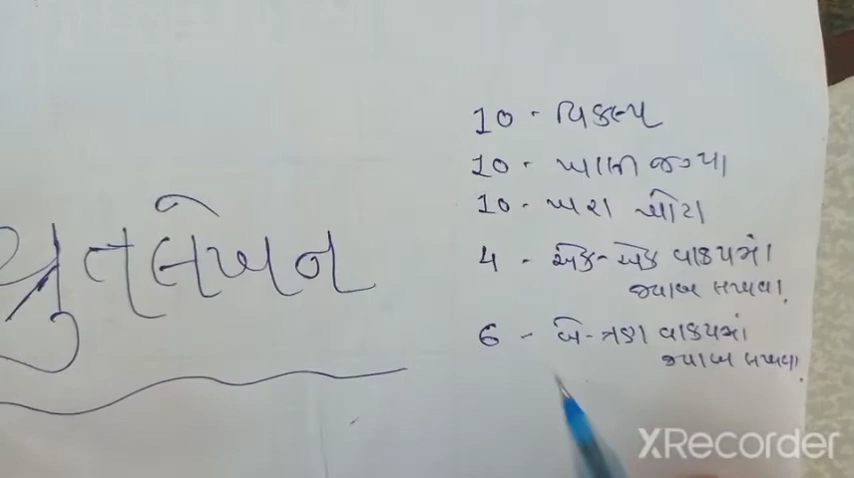 શ્રુતલેખન
10 - વિકલ્પ
10 - ખાલી જગ્યા
10 - ખરા ખોટા
4 - એક-એક વાક્યમાં
જવાબ લખવા.
6 - બે-ત્રણ વાક્યમાં
જવાબ લખવા.
XRecorder